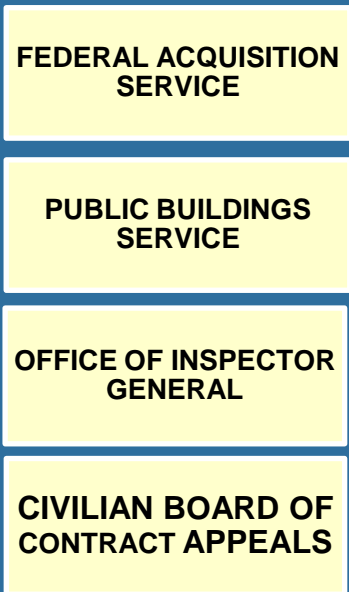 FEDERAL ACQUISITION
SERVICE
PUBLIC BUILDINGS
SERVICE
OFFICE OF INSPECTOR
GENERAL
CIVILIAN BOARD OF
CONTRACT APPEALS